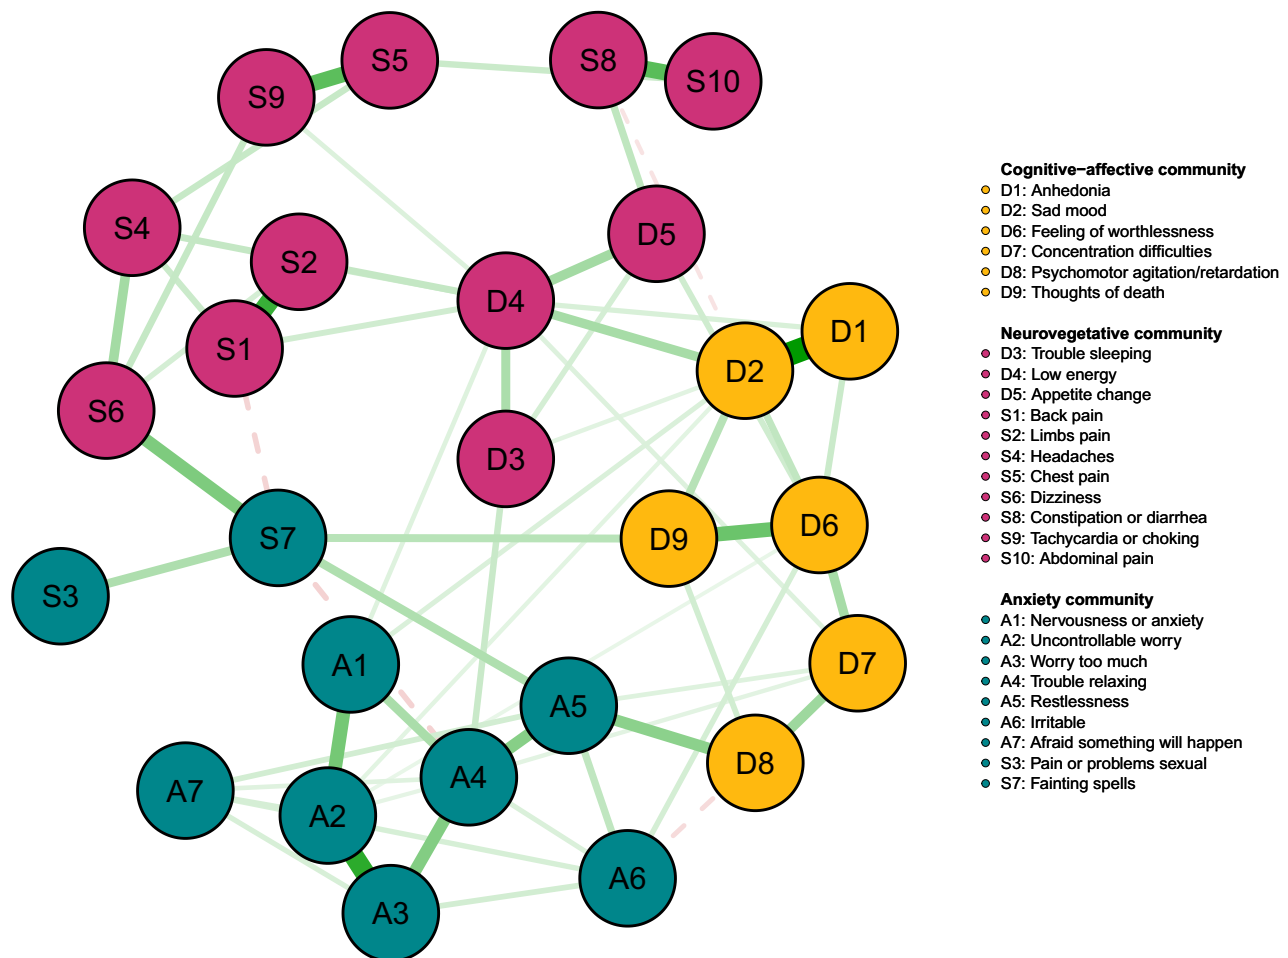 S5
S8
S10
S9
S4
S2
D5
D4
S1
D1
D2
S6
D3
S7
D9
D6
S3
A1
D7
A5
A4
D8
A7
A2
A6
A3
Cognitive−affective community
D1: Anhedonia
D2: Sad mood
D6: Feeling of worthlessness
D7: Concentration difficulties
D8: Psychomotor agitation/retardation
D9: Thoughts of death
Neurovegetative community
D3: Trouble sleeping
D4: Low energy
D5: Appetite change
S1: Back pain
S2: Limbs pain
S4: Headaches
S5: Chest pain
S6: Dizziness
S8: Constipation or diarrhea
S9: Tachycardia or choking
S10: Abdominal pain
Anxiety community
A1: Nervousness or anxiety
A2: Uncontrollable worry
A3: Worry too much
A4: Trouble relaxing
A5: Restlessness
A6: Irritable
A7: Afraid something will happen
S3: Pain or problems sexual
S7: Fainting spells